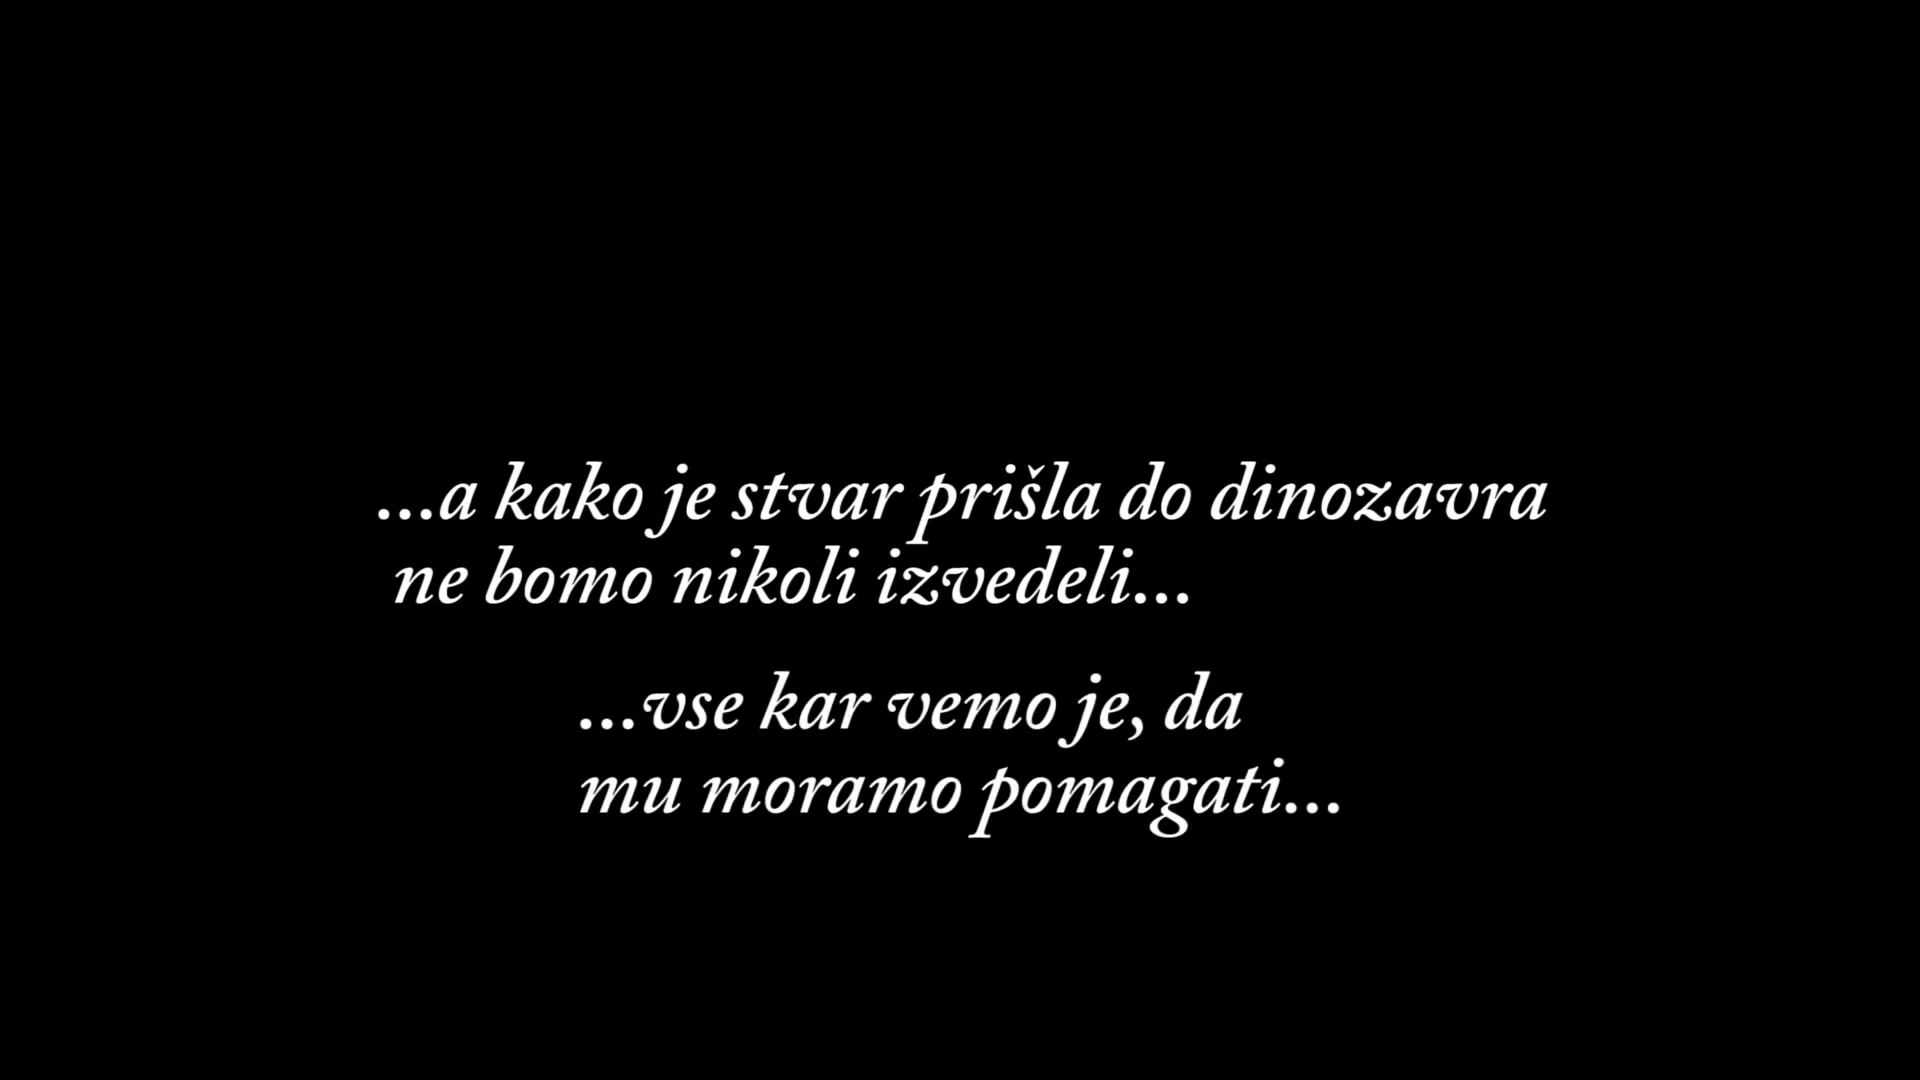 ...a kako je stvar prišla do dinozavra
ne bomo nikoli izvedeli...
...vse kar vemo je, da
mu moramo pomagati...